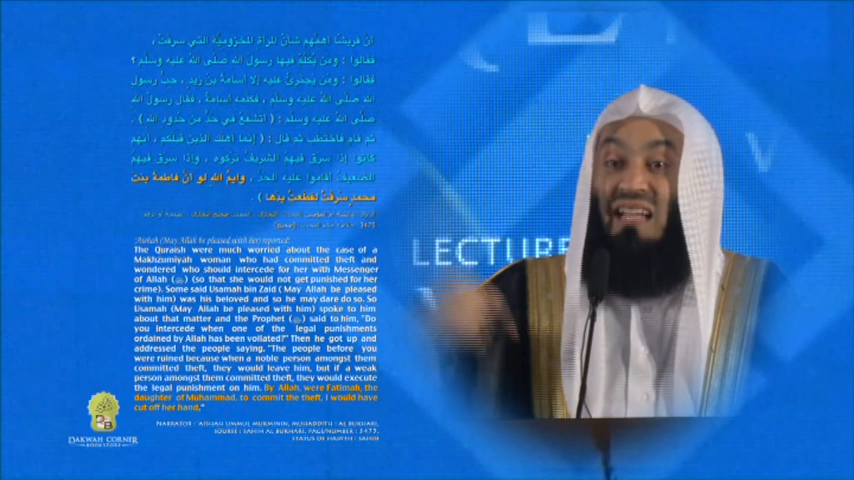 أنّ قريشًا أهمّهم شأنُ المرأةِ المخزوميّةِ التي سرقتْ ،
فقالوا : ومَن يُكلّمُ فيها رسولَ اللهِ صلّى اللهُ عليه وسلّم ؟
فقالوا : ومَن يجترئُ عليه إلا أسامةُ بنُ زيدٍ ، حِبُّ رسولِ
اللهِ صلّى اللهُ عليه وسلّم ، فكلّمه أسامةُ ، فقال رسولُ اللهِ
صلّى اللهُ عليه وسلّم : ( أتشفعُ في حدٍّ من حدودِ اللهِ ) .
ثم قام فاختطب ثم قال : ( إنما أهلك الذين قبلكم ، أنهم
كانوا إذا سرق فيهم الشريفُ تركوه ، وإذا سرق فيهم
الضعيفُ أقاموا عليه الحدَّ ، وايمُ اللهِ لو أنّ فاطمةَ بنت
محمدٍ سرقتْ لقطعتُ يدَها ) .
'Aishah (May Allah be pleased with her) reported:
The Quraish were much worried about the case of a
Makhzumiyah woman who had committed theft and
wondered who should intercede for her with Messenger
of Allah (ﷺ) (so that she would not get punished for her
crime). Some said Usamah bin Zaid ( May Allah be pleased
with him) was his beloved and so he may dare do so. So
Usamah (May Allah be pleased with him) spoke to him
about that matter and the Prophet (ﷺ) said to him, "Do
you intercede when one of the legal punishments
ordained by Allah has been vollated?" Then he got up and
addressed the people saying, "The people before you
were ruined because when a noble person amongst them
committed theft, they would leave him, but if a weak
person amongst them committed theft, they would execute
the legal punishment on him. By Allah, were Fatimah, the
daughter of Muhammad, to commit the theft, I would have
cut off her hand."
NARRATOR : AISHAH UMMUL MUKMININ, MUHADDITH : AL BUKHARI,
SOURCE : SAHIH AL BUKHARI, PAGE/NUMBER : 3475,
STATUS OF HADITH : SAHIH
DAKWAH CORNER
BOOKSTORE
LECTURE